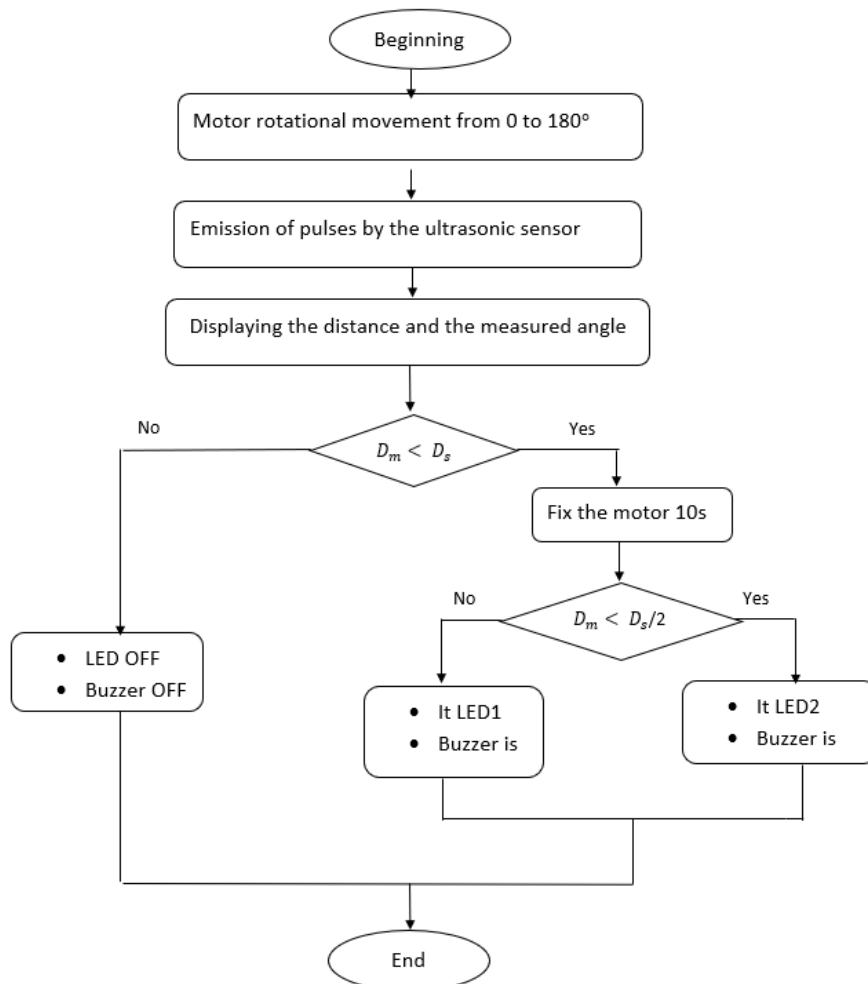 Beginning
Motor rotational movement from 0 to 180°
Emission of pulses by the ultrasonic sensor
Displaying the distance and the measured angle
No
Yes
D_m < D_s
Fix the motor 10s
No
Yes
D_m < D_s/2
• LED OFF
• Buzzer OFF
• It LED1
• Buzzer is
• It LED2
• Buzzer is
End